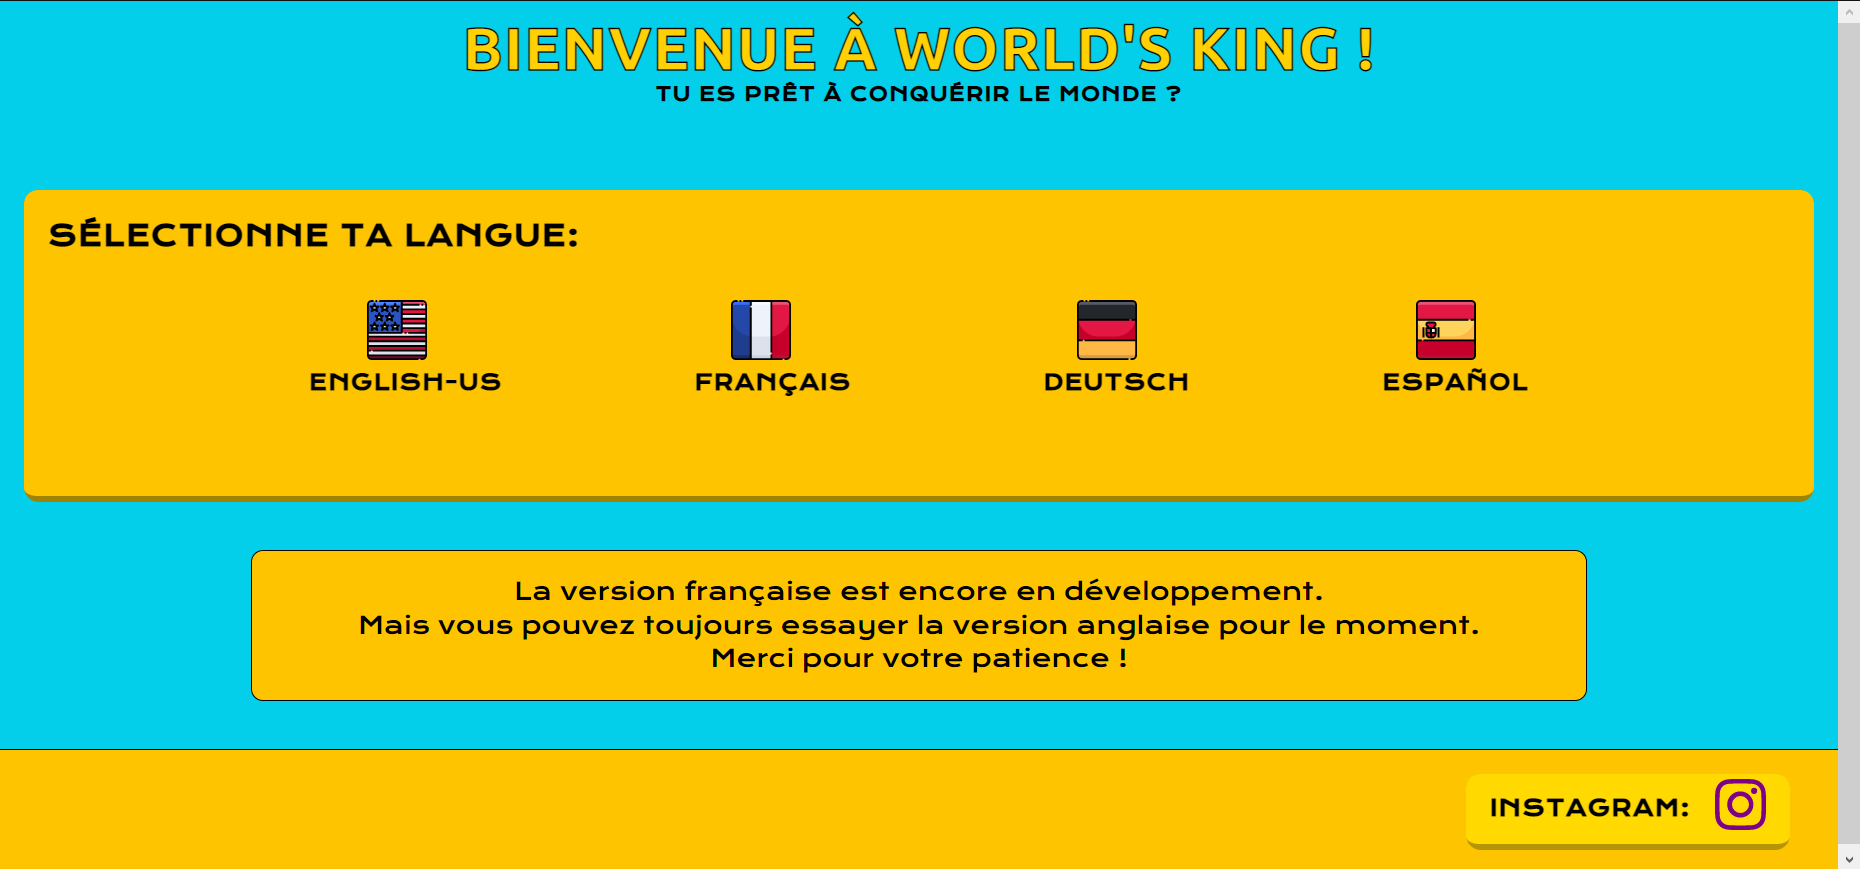 BIENVENUE À WORLD'S KING !
TU ES PRÊT À CONQUÉRIR LE MONDE ?
SÉLECTIONNE TA LANGUE:
ENGLISH-US
FRANÇAIS
DEUTSCH
ESPAÑOL
La version française est encore en développement.
Mais vous pouvez toujours essayer la version anglaise pour le moment.
Merci pour votre patience !
INSTAGRAM: